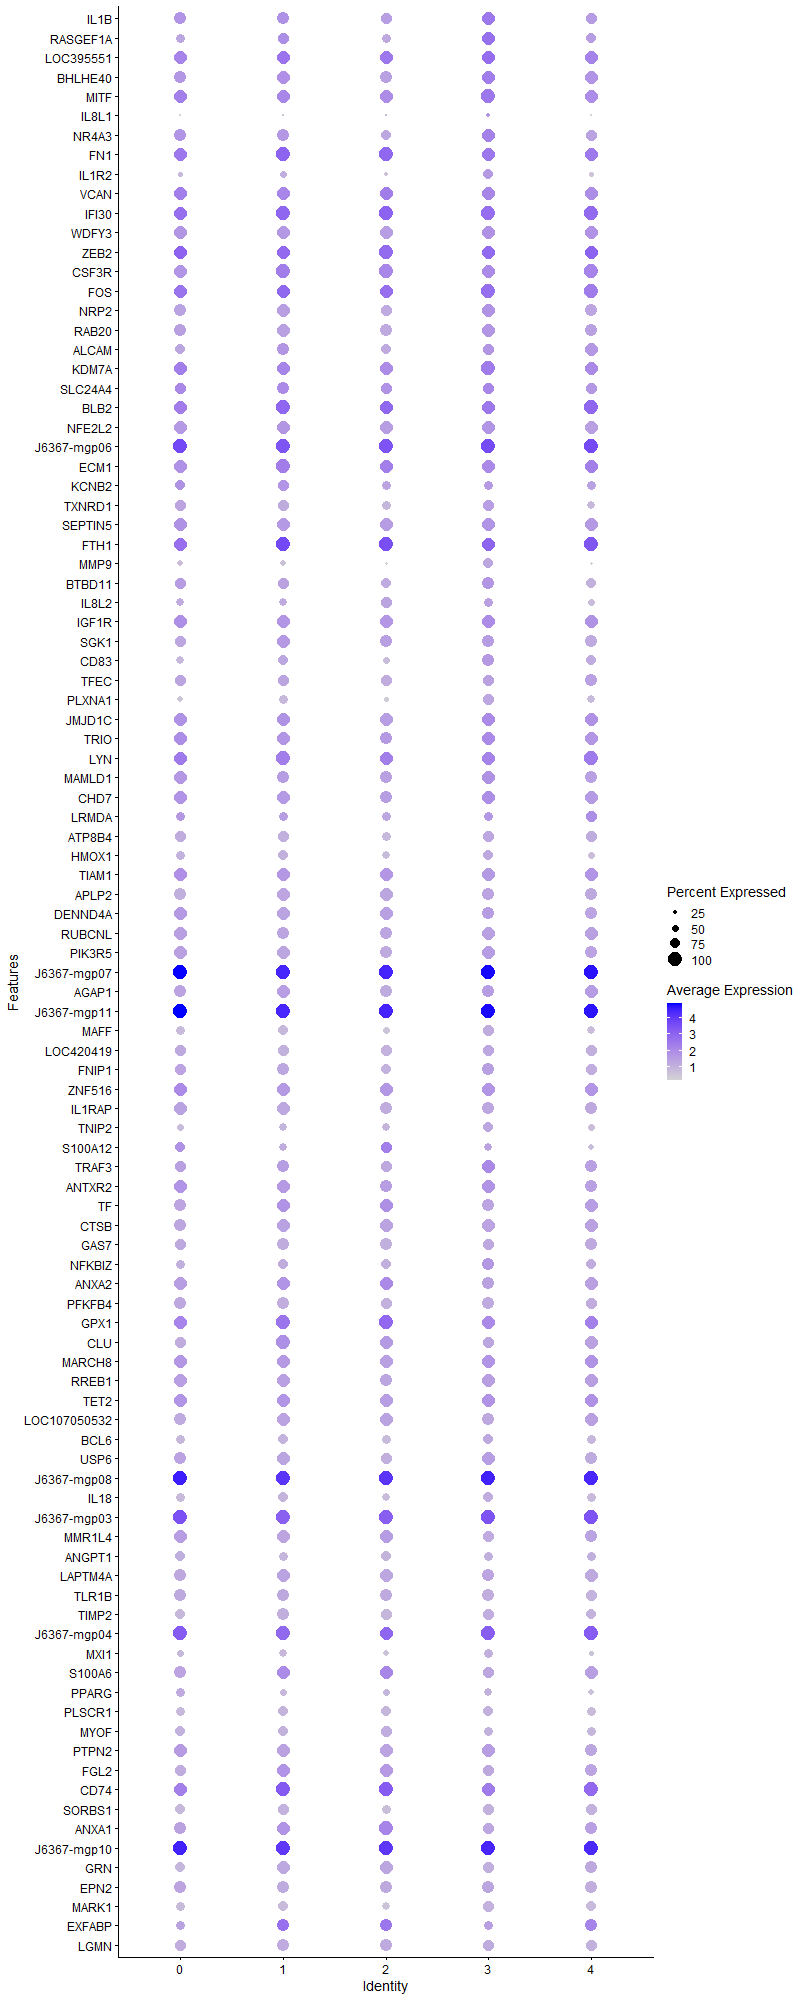 IL1B
RASGEF1A
LOC395551
BHLHE40
MITF
IL8L1
NR4A3
FN1
IL1R2
VCAN
IFI30
WDFY3
ZEB2
CSF3R
FOS
NRP2
RAB20
ALCAM
KDM7A
SLC24A4
BLB2
NFE2L2
J6367-mgp06
ECM1
KCNB2
TXNRD1
SEPTIN5
FTH1
MMP9
BTBD11
IL8L2
IGF1R
SGK1
CD83
TFEC
PLXNA1
JMJD1C
TRIO
LYN
MAMLD1
CHD7
LRMDA
ATP8B4
HMOX1
TIAM1
APLP2
DENND4A
RUBCNL
PIK3R5
J6367-mgp07
AGAP1
J6367-mgp11
MAFF
LOC420419
FNIP1
ZNF516
IL1RAP
TNIP2
S100A12
TRAF3
ANTXR2
TF
CTSB
GAS7
NFKBIZ
ANXA2
PFKFB4
GPX1
CLU
MARCH8
RREB1
TET2
LOC107050532
BCL6
USP6
J6367-mgp08
IL18
J6367-mgp03
MMR1L4
ANGPT1
LAPTM4A
TLR1B
TIMP2
J6367-mgp04
MXI1
S100A6
PPARG
PLSCR1
MYOF
PTPN2
FGL2
CD74
SORBS1
ANXA1
J6367-mgp10
GRN
EPN2
MARK1
EXFABP
LGMN
Features
0 1 2 3 4
Identity
Percent Expressed
25
50
75
100
Average Expression
4
3
2
1